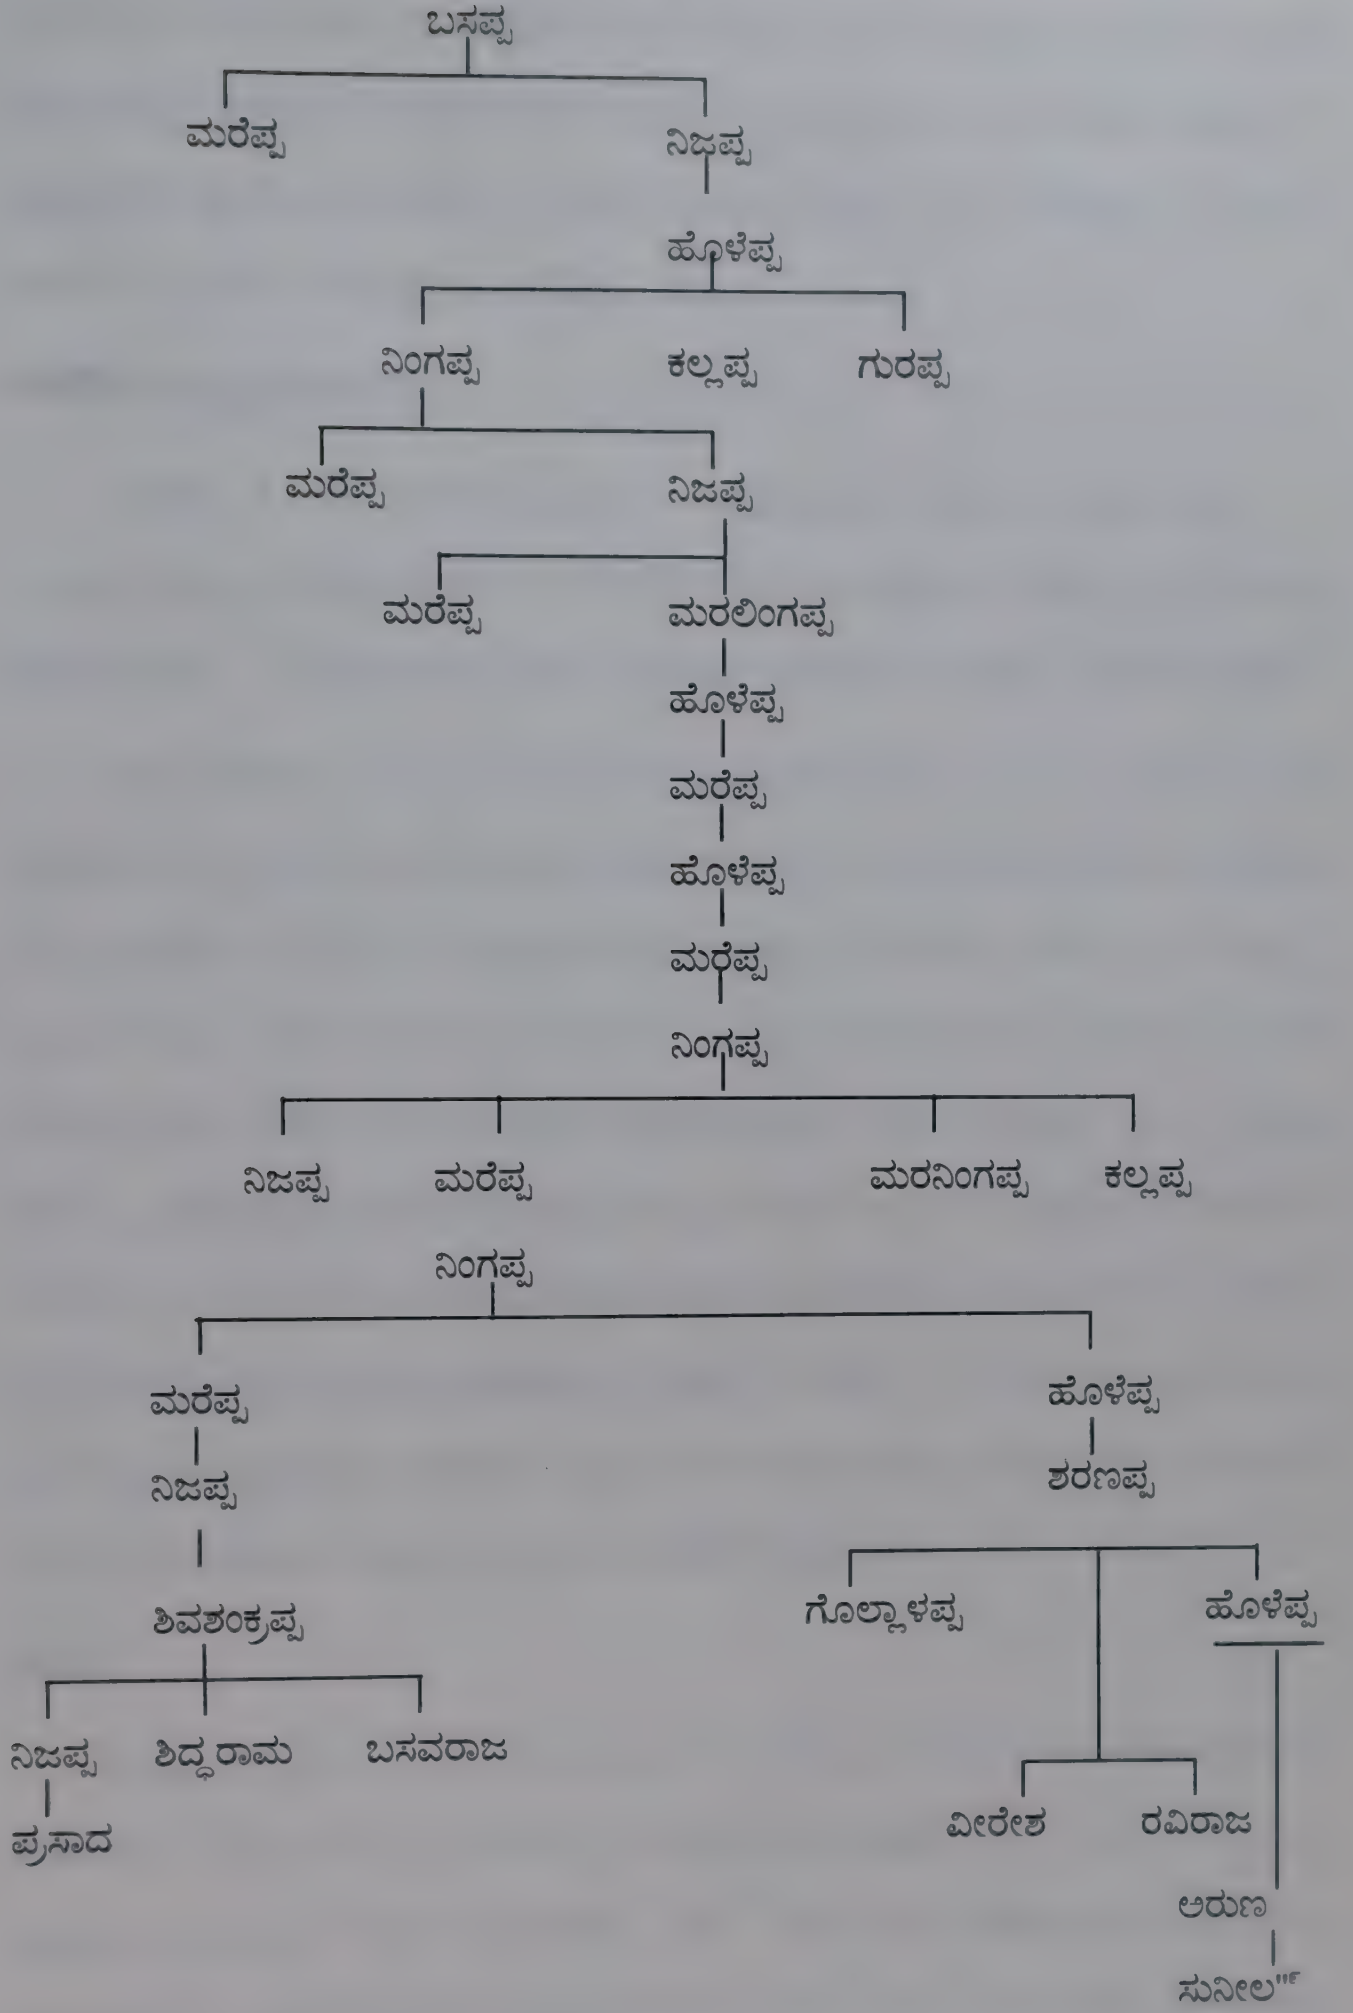 ಬಸಪ್ಪ
ಮರೆಪ್ಪ ನಿಜಪ್ಪ
ಹೊಳೆಪ್ಪ
ನಿಂಗಪ್ಪ ಕಲ್ಲಪ್ಪ ಗುರಪ್ಪ
ಮರೆಪ್ಪ ನಿಜಪ್ಪ
ಮರೆಪ್ಪ ಮರಲಿಂಗಪ್ಪ
ಹೊಳೆಪ್ಪ
ಮರೆಪ್ಪ
ಹೊಳೆಪ್ಪ
ಮರೆಪ್ಪ
ನಿಂಗಪ್ಪ
ನಿಜಪ್ಪ ಮರೆಪ್ಪ ಮರನಿಂಗಪ್ಪ ಕಲ್ಲಪ್ಪ
ನಿಂಗಪ್ಪ
ಮರೆಪ್ಪ ಹೊಳೆಪ್ಪ
ನಿಜಪ್ಪ ಶರಣಪ್ಪ
ಶಿವಶಂಕ್ರಪ್ಪ ಗೊಲ್ಲಾಳಪ್ಪ ಹೊಳೆಪ್ಪ
ನಿಜಪ್ಪ ಶಿದ್ಧರಾಮ ಬಸವರಾಜ
ಪ್ರಸಾದ ವೀರೇಶ ರವಿರಾಜ
ಅರುಣ
ಸುನೀಲ"೯